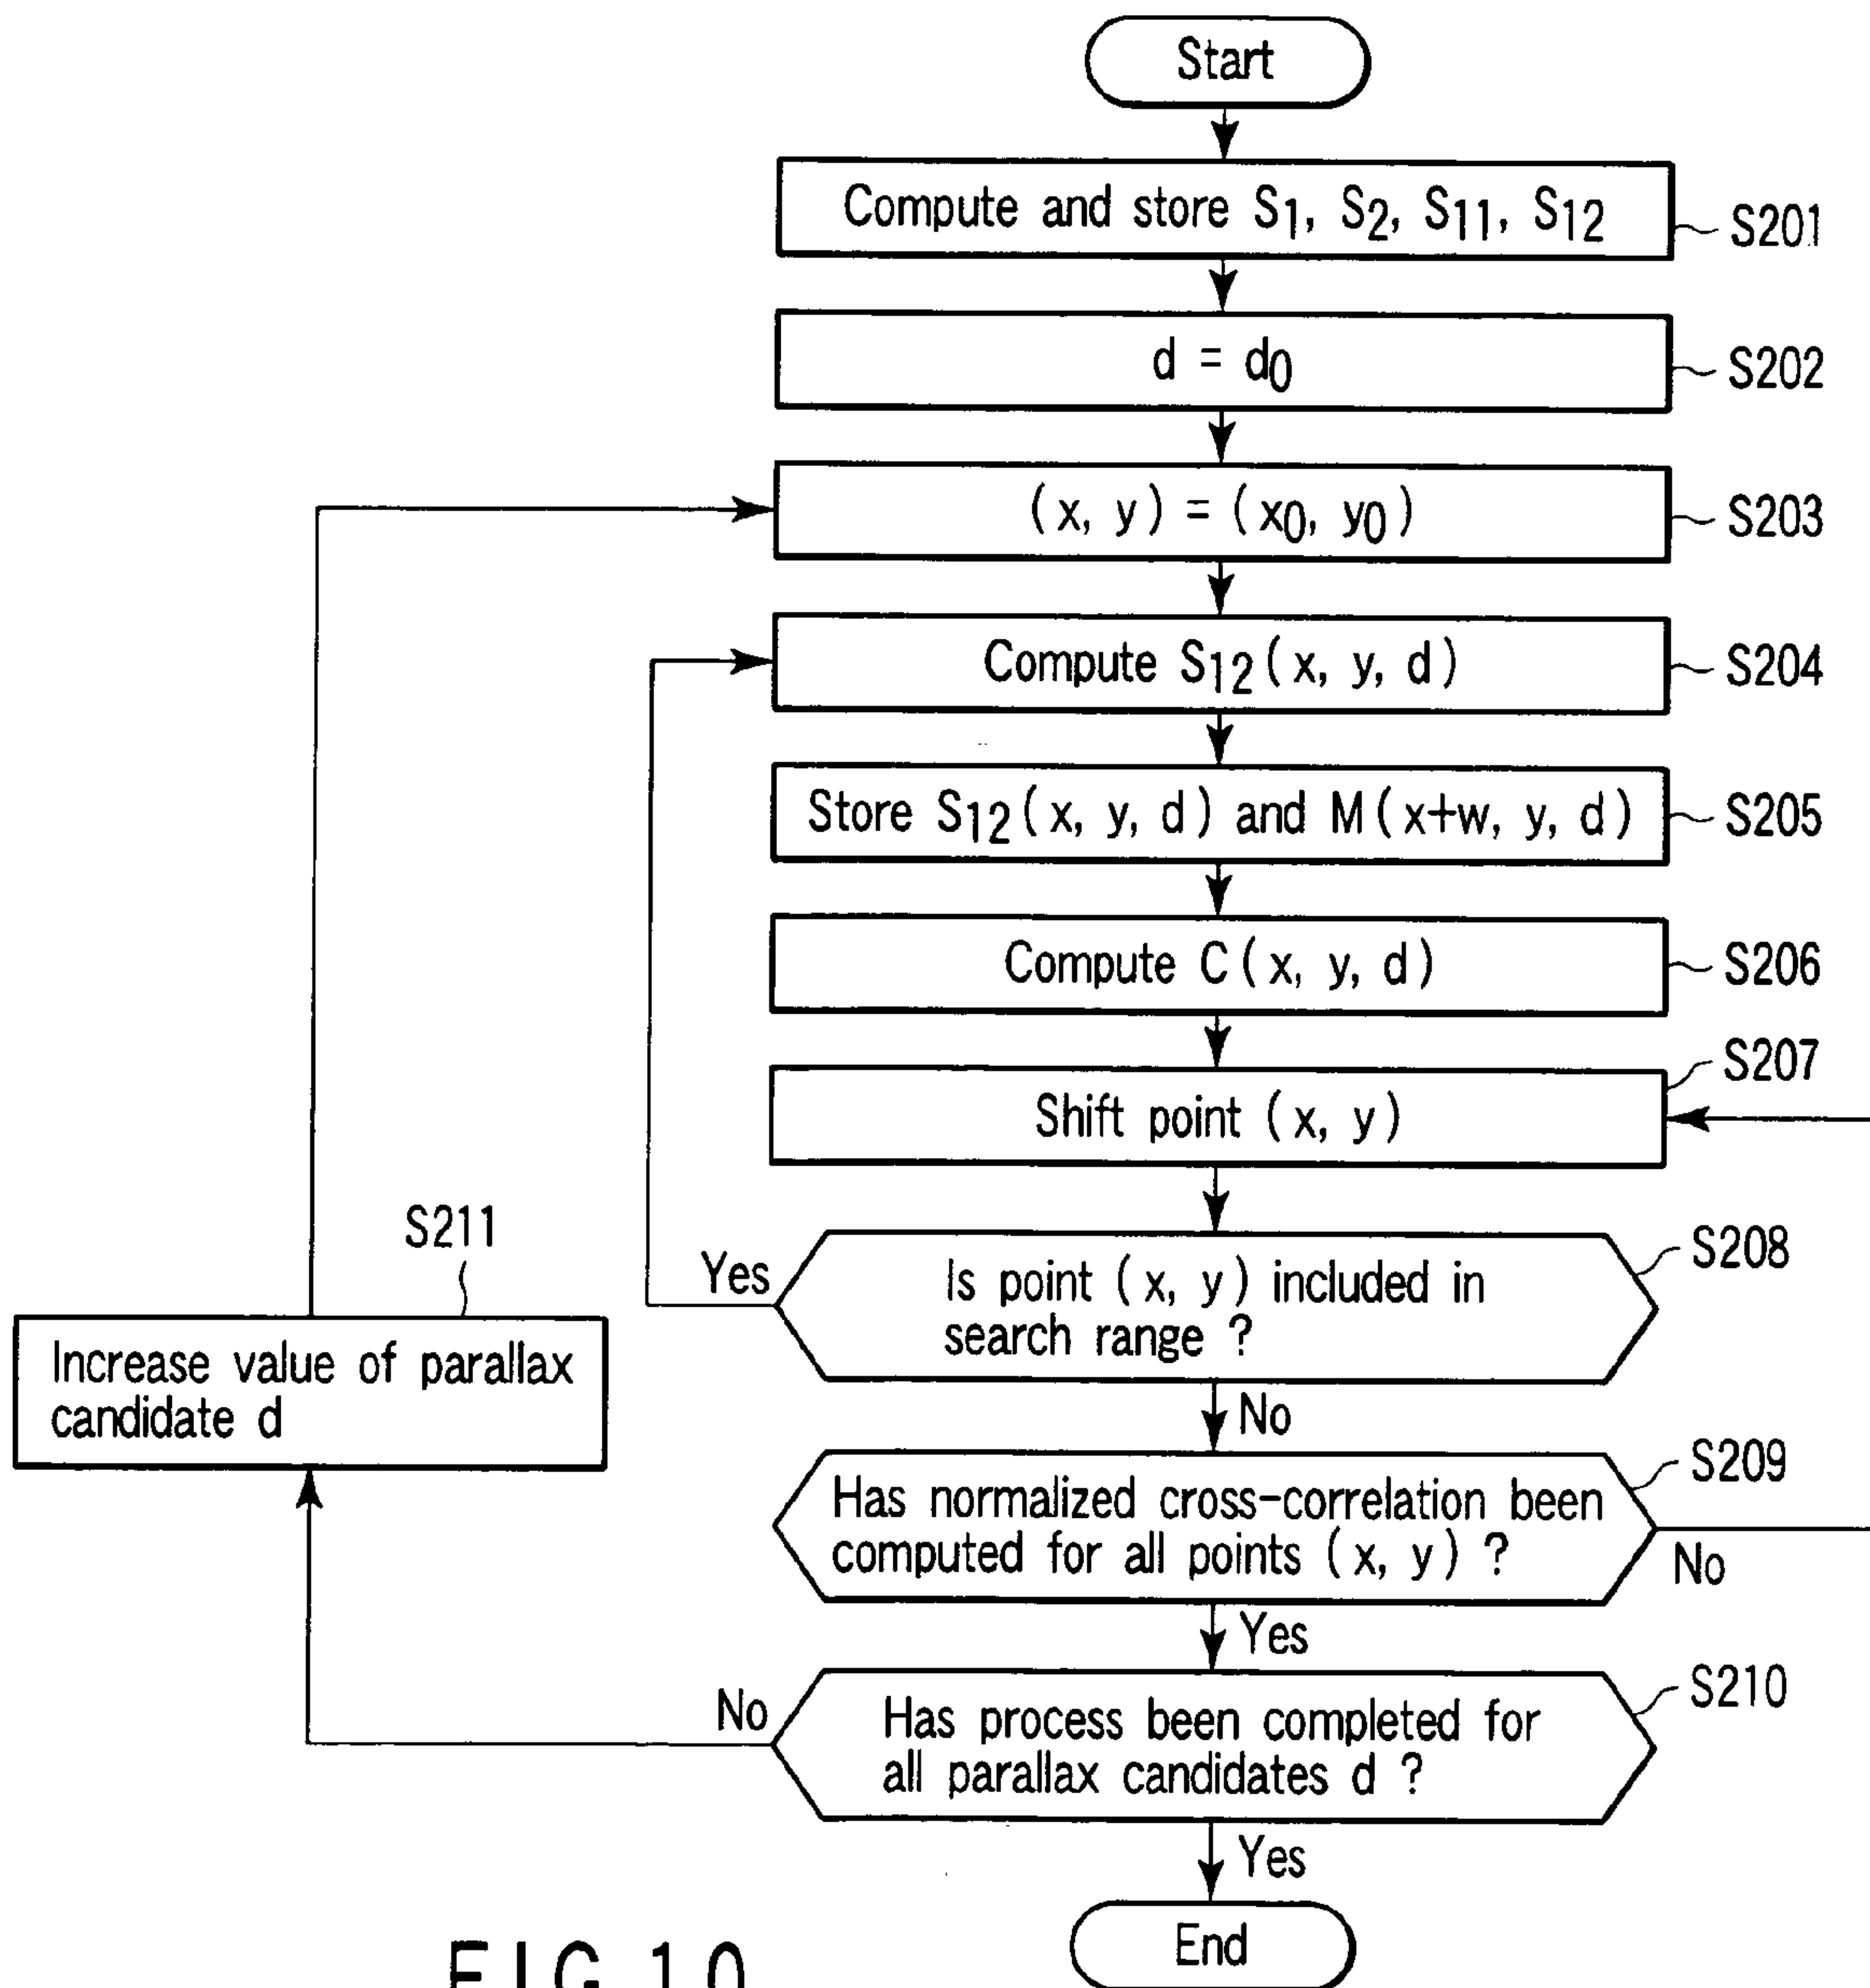 Start
Compute and store S1, S2, S11, S12
S201
d = d0
S202
(x, y) = (x0, y0)
S203
Compute S12(x, y, d)
S204
Store S12(x, y, d) and M(x+w, y, d)
S205
Compute C(x, y, d)
S206
S207
Shift point (x, y)
S208
Yes
Is point (x, y) included in
search range ?
S211
Increase value of parallax
candidate d
No
S209
Has normalized cross-correlation been
computed for all points (x, y) ?
No
Yes
S210
No
Has process been completed for
all parallax candidates d ?
Yes
End
FIG.10